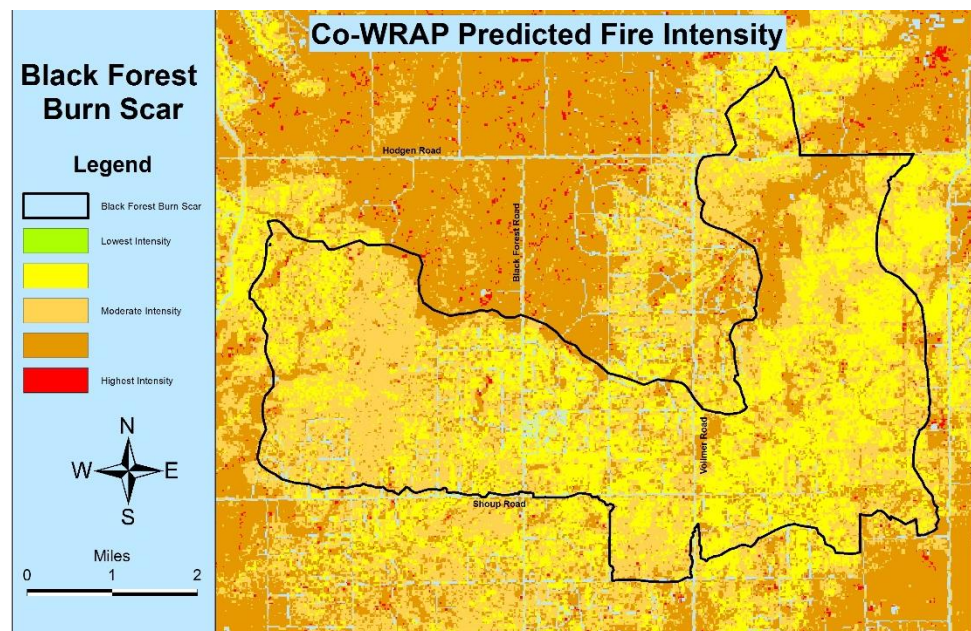 Co-WRAP Predicted Fire Intensity
Black Forest
Burn Scar
Legend
Black Forest Burn Scar
Lowest Intensity
Moderate Intensity
Highest Intensity
N
W E
S
Miles
0 1 2
Hodgen Road
Black Forest Road
Vollmer Road
Shoup Road